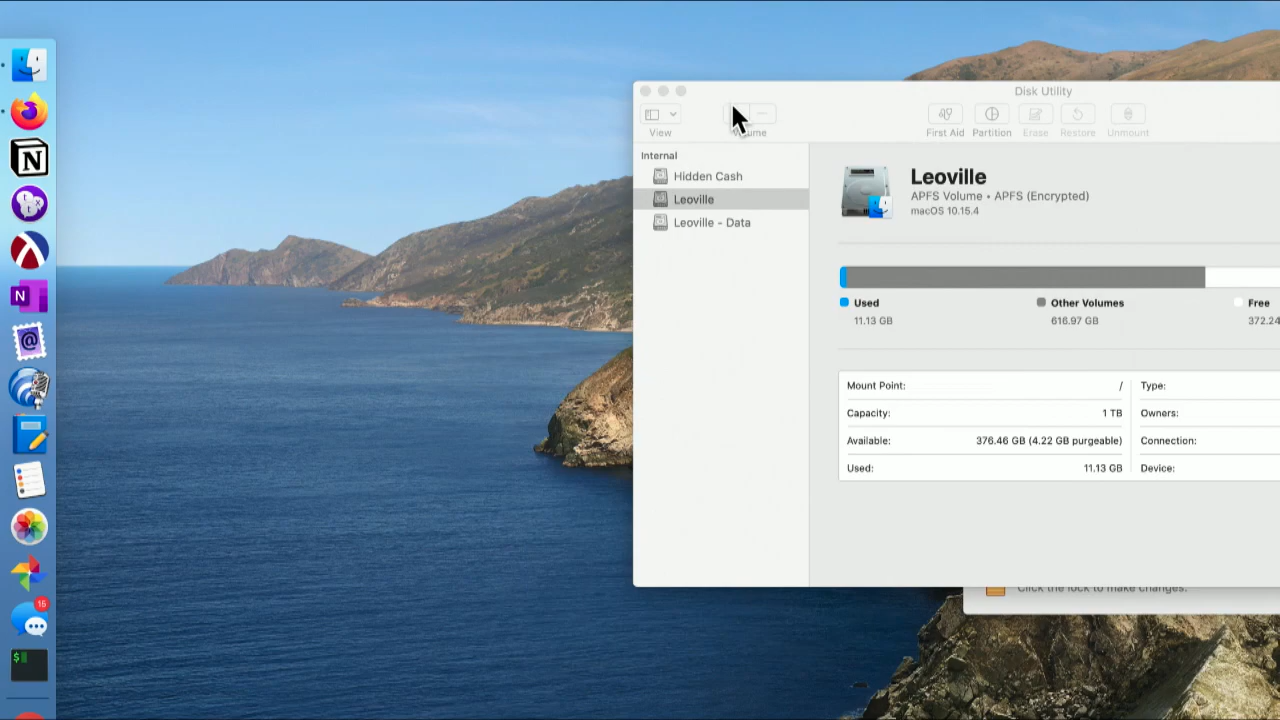 Disk Utility
View
First Aid
Partition
Erase
Restore
Unmount
Internal
Hidden Cash
Leoville
Leoville - Data
Leoville
APFS Volume • APFS (Encrypted)
macOS 10.15.4
Used
11.13 GB
Other Volumes
616.97 GB
Free
372.24
Mount Point: /
Type:
Capacity: 1 TB
Owners:
Available: 376.46 GB (4.22 GB purgeable)
Connection:
Used: 11.13 GB
Device:
Click the lock to make changes.
N
N
@
15
$